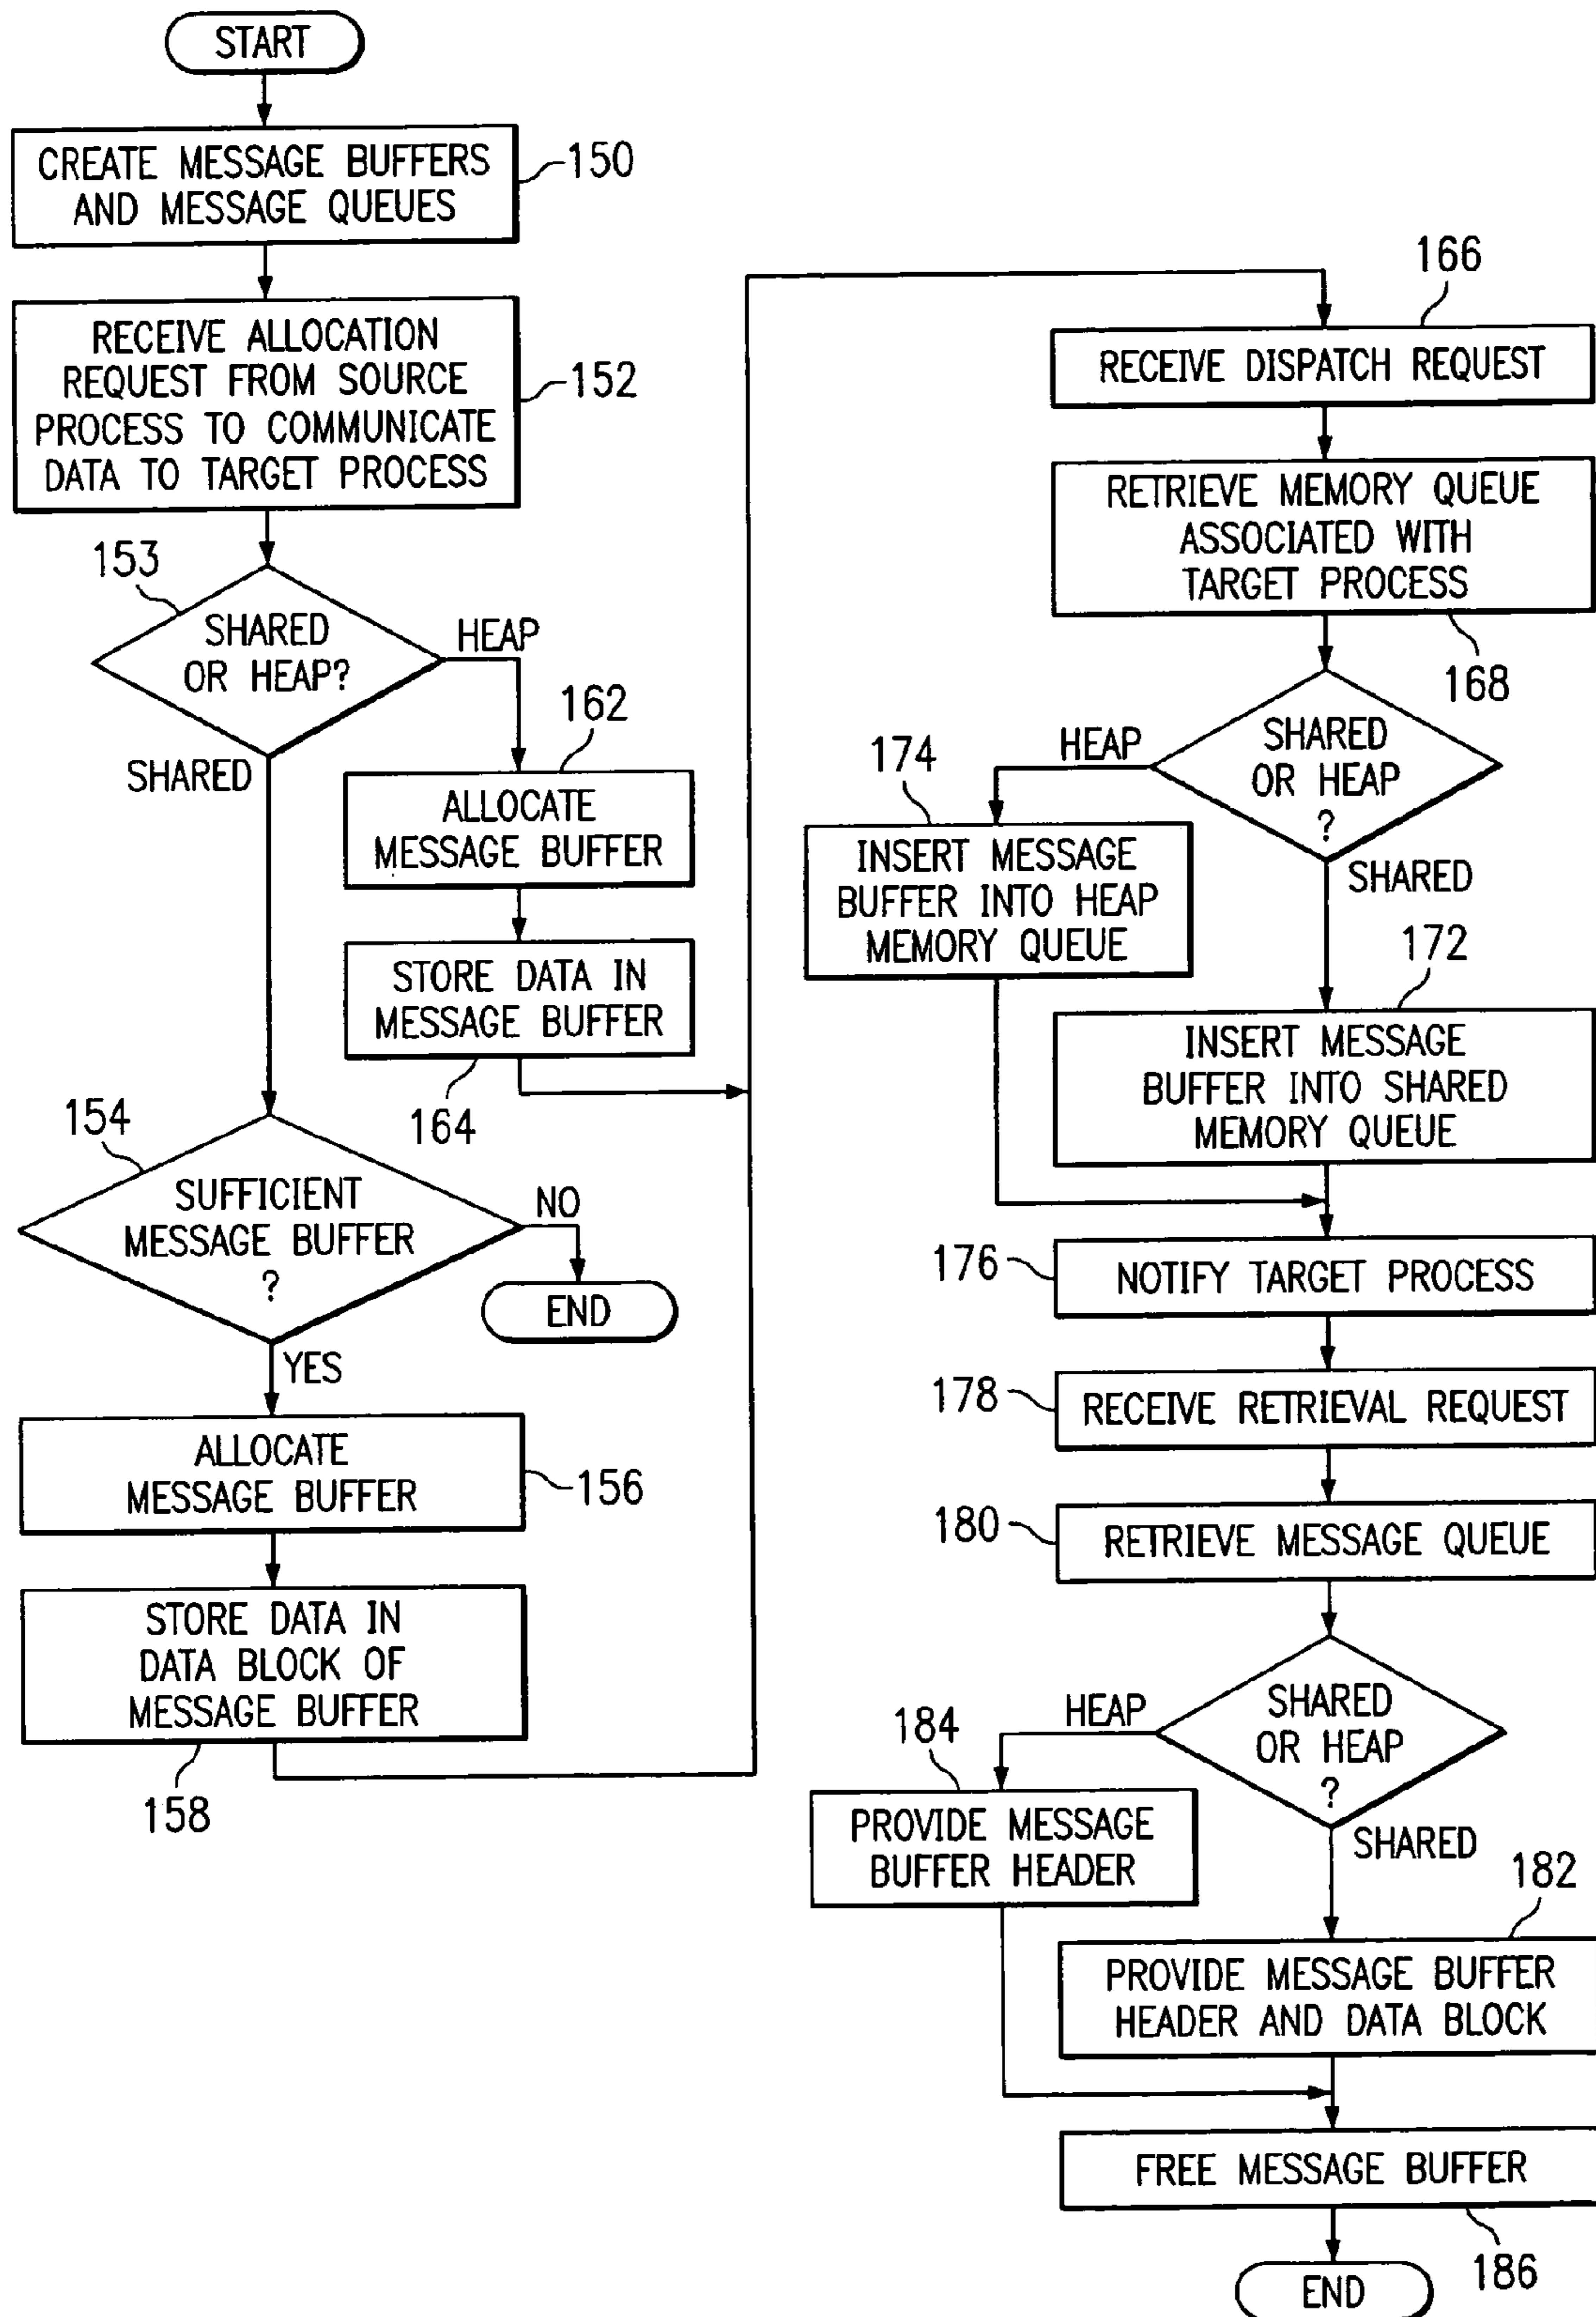 START
CREATE MESSAGE BUFFERS
AND MESSAGE QUEUES
150
RECEIVE ALLOCATION
REQUEST FROM SOURCE
PROCESS TO COMMUNICATE
DATA TO TARGET PROCESS
152
153
SHARED
OR HEAP?
HEAP
SHARED
162
ALLOCATE
MESSAGE BUFFER
STORE DATA IN
MESSAGE BUFFER
164
154
SUFFICIENT
MESSAGE BUFFER
?
NO
END
YES
ALLOCATE
MESSAGE BUFFER
156
STORE DATA IN
DATA BLOCK OF
MESSAGE BUFFER
158
166
RECEIVE DISPATCH REQUEST
RETRIEVE MEMORY QUEUE
ASSOCIATED WITH
TARGET PROCESS
168
SHARED
OR HEAP
?
HEAP
SHARED
174
INSERT MESSAGE
BUFFER INTO HEAP
MEMORY QUEUE
172
INSERT MESSAGE
BUFFER INTO SHARED
MEMORY QUEUE
176
NOTIFY TARGET PROCESS
178
RECEIVE RETRIEVAL REQUEST
180
RETRIEVE MESSAGE QUEUE
SHARED
OR HEAP
?
HEAP
SHARED
184
PROVIDE MESSAGE
BUFFER HEADER
182
PROVIDE MESSAGE BUFFER
HEADER AND DATA BLOCK
FREE MESSAGE BUFFER
186
END